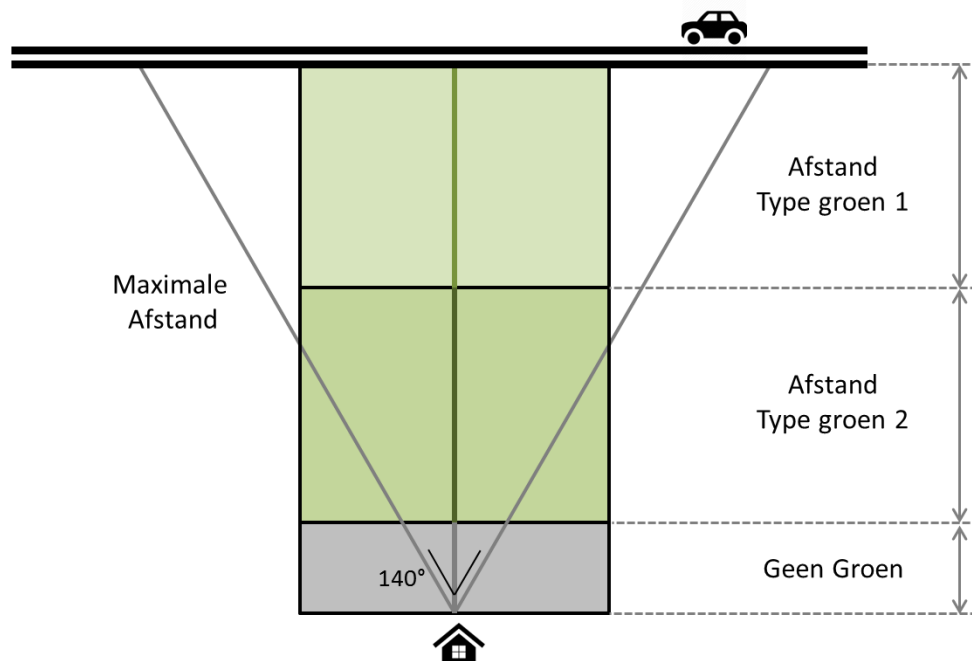 Afstand
Type groen 1
Maximale
Afstand
Afstand
Type groen 2
140°
Geen Groen